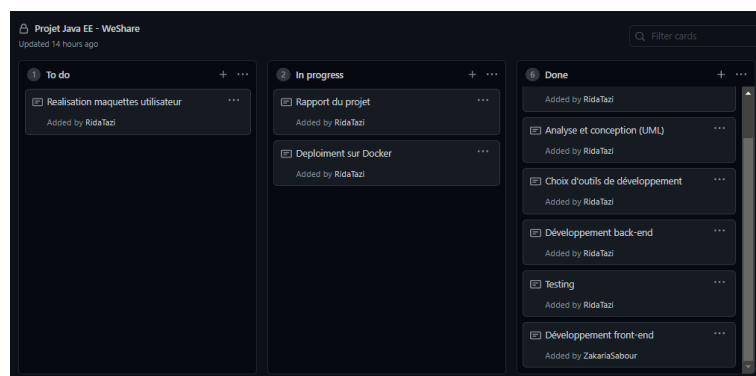 Projet Java EE - WeShare
Updated 14 hours ago
Filter cards
1 To do
Realisation maquettes utilisateur
Added by RidaTazi
2 In progress
Rapport du projet
Added by RidaTazi
Deploiment sur Docker
Added by RidaTazi
6 Done
Added by RidaTazi
Analyse et conception (UML)
Added by RidaTazi
Choix d'outils de développement
Added by RidaTazi
Développement back-end
Added by RidaTazi
Testing
Added by RidaTazi
Développement front-end
Added by ZakariaSabour